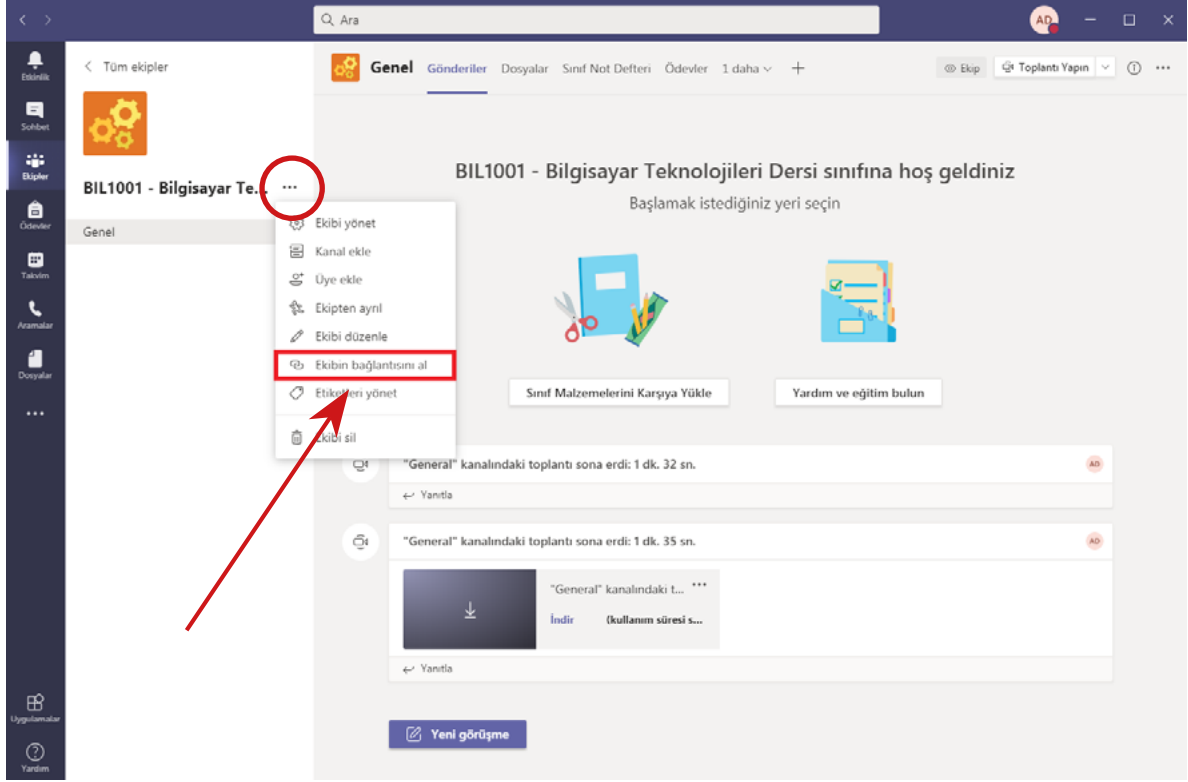 Ara
AD
Etkinlik
Sohbet
Ekipler
Ödevler
Takvim
Aramalar
Dosyalar
Uygulamalar
Yardım
Tüm ekipler
BIL1001 - Bilgisayar Te...
Genel
Ekibi yönet
Kanal ekle
Üye ekle
Ekipten ayrıl
Ekibi düzenle
Ekibin bağlantısını al
Etiketleri yönet
Ekibi sil
Genel Gönderiler Dosyalar Sınıf Not Defteri Ödevler 1 daha
Ekip Toplantı Yapın
BIL1001 - Bilgisayar Teknolojileri Dersi sınıfına hoş geldiniz
Başlamak istediğiniz yeri seçin
Sınıf Malzemelerini Karşıya Yükle
Yardım ve eğitim bulun
"General" kanalındaki toplantı sona erdi: 1 dk. 32 sn.
AD
Yanıtla
"General" kanalındaki toplantı sona erdi: 1 dk. 35 sn.
AD
"General" kanalındaki t...
İndir (kullanım süresi s...
Yanıtla
Yeni görüşme